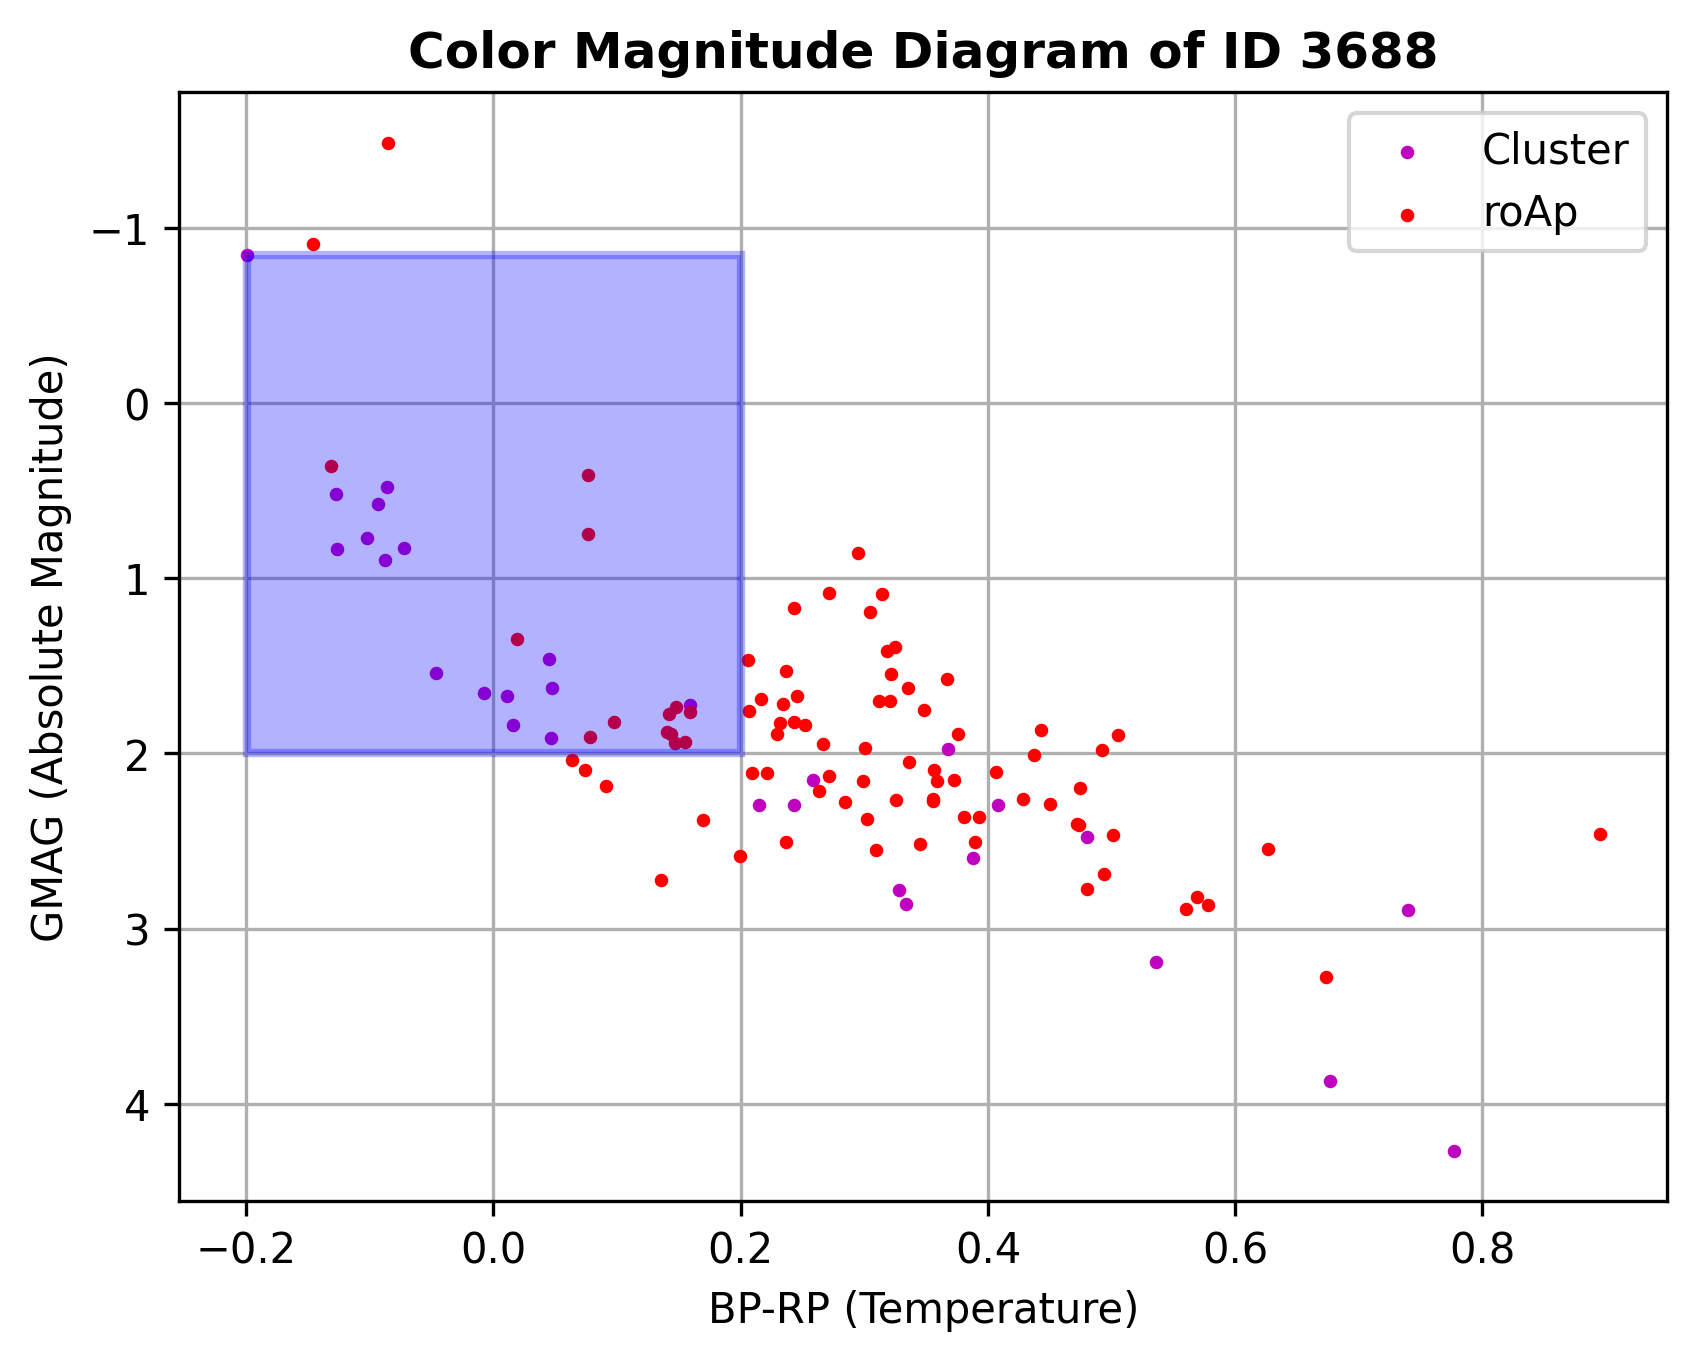 Color Magnitude Diagram of ID 3688
Cluster
roAp
GMAG (Absolute Magnitude)
−1
0
1
2
3
4
−0.2
0.0
0.2
0.4
0.6
0.8
BP-RP (Temperature)